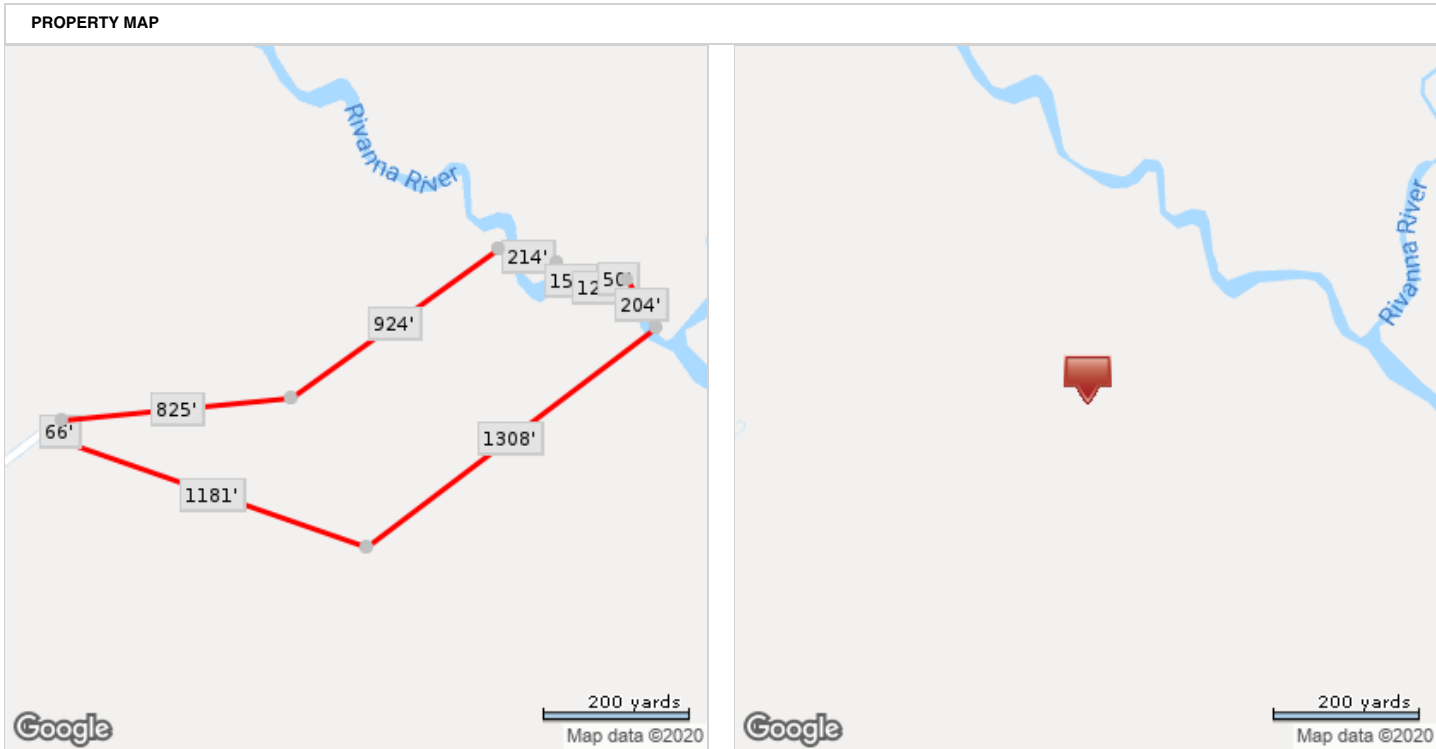 PROPERTY MAP
Rivanna River
214'
50'
204'
924'
825'
66'
1308'
1181'
200 yards
Google
Map data ©2020
Rivanna River
200 yards
Google
Map data ©2020